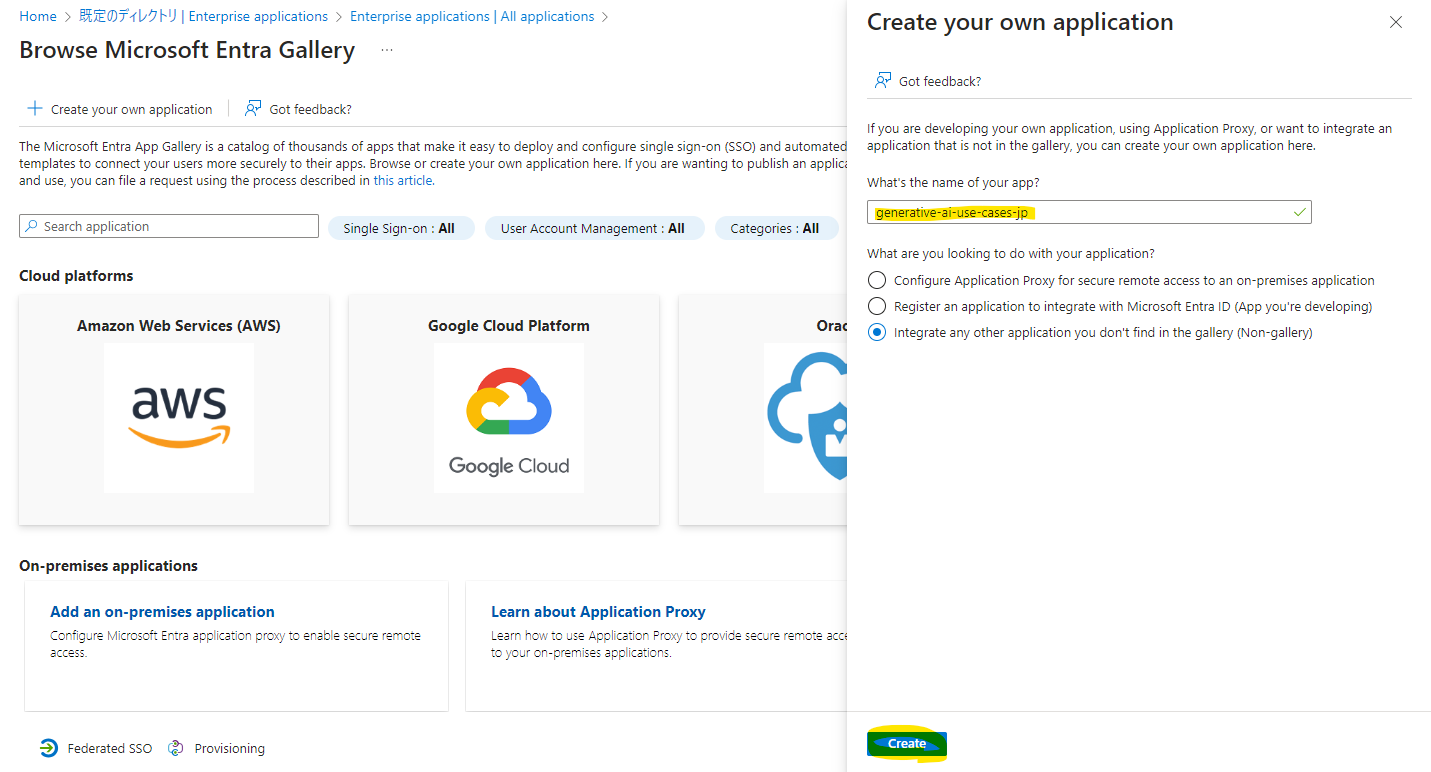 Home > 既定のディレクトリ | Enterprise applications > Enterprise applications | All applications >
Browse Microsoft Entra Gallery ...
Create your own application
Got feedback?
The Microsoft Entra App Gallery is a catalog of thousands of apps that make it easy to deploy and configure single sign-on (SSO) and automated
templates to connect your users more securely to their apps. Browse or create your own application here. If you are wanting to publish an applica
and use, you can file a request using the process described in this article.
Search application
Single Sign-on : All
User Account Management : All
Categories : All
Cloud platforms
Amazon Web Services (AWS)
aws
Google Cloud Platform
Google Cloud
Orac
On-premises applications
Add an on-premises application
Configure Microsoft Entra application proxy to enable secure remote
access.
Learn about Application Proxy
Learn how to use Application Proxy to provide secure remote acce
to your on-premises applications.
Federated SSO
Provisioning
Create your own application
Got feedback?
If you are developing your own application, using Application Proxy, or want to integrate an
application that is not in the gallery, you can create your own application here.
What's the name of your app?
generative-ai-use-cases-jp
What are you looking to do with your application?
Configure Application Proxy for secure remote access to an on-premises application
Register an application to integrate with Microsoft Entra ID (App you're developing)
Integrate any other application you don't find in the gallery (Non-gallery)
Create